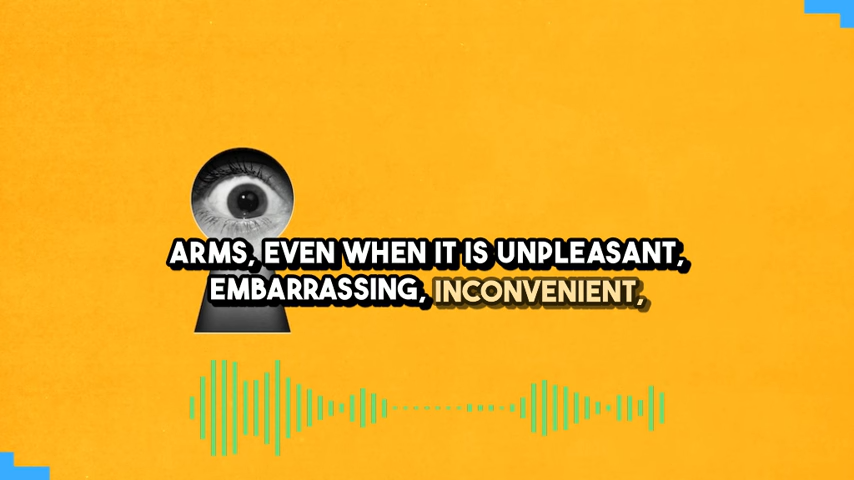 ARMS, EVEN WHEN IT IS UNPLEASANT,
EMBARRASSING, INCONVENIENT,